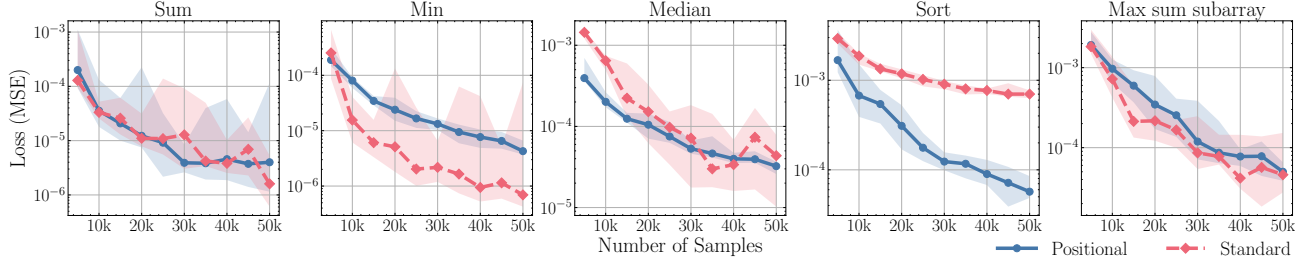 Sum
Min
Median
Sort
Max sum subarray
Loss (MSE)
10⁻³
10⁻⁴
10⁻⁵
10⁻⁶
10k 20k 30k 40k 50k
10⁻⁴
10⁻⁵
10⁻⁶
10k 20k 30k 40k 50k
10⁻³
10⁻⁴
10⁻⁵
10k 20k 30k 40k 50k
10⁻³
10⁻⁴
10k 20k 30k 40k 50k
10⁻³
10⁻⁴
10k 20k 30k 40k 50k
Number of Samples
Positional
Standard